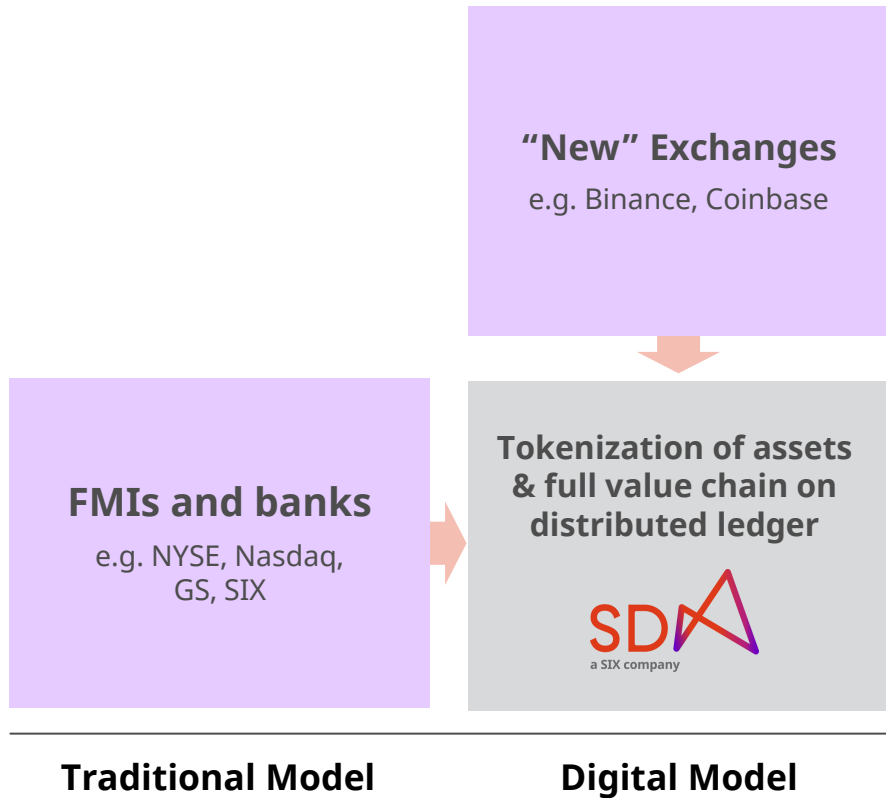 “New” Exchanges
e.g. Binance, Coinbase
FMIs and banks
e.g. NYSE, Nasdaq,
GS, SIX
Tokenization of assets
& full value chain on
distributed ledger
SDX
a SIX company
Traditional Model
Digital Model